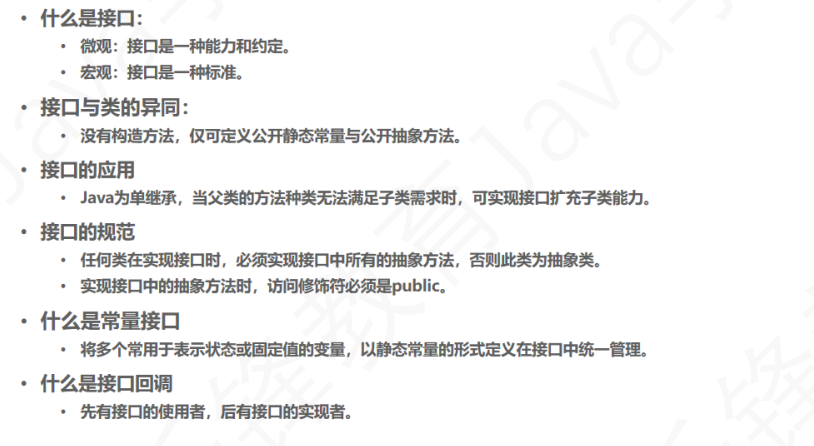 • 什么是接口：
• 微观：接口是一种能力和约定。
• 宏观：接口是一种标准。
• 接口与类的异同：
• 没有构造方法，仅可定义公开静态常量与公开抽象方法。
• 接口的应用
• Java为单继承，当父类的方法种类无法满足子类需求时，可实现接口扩充子类能力。
• 接口的规范
• 任何类在实现接口时，必须实现接口中所有的抽象方法，否则此类为抽象类。
• 实现接口中的抽象方法时，访问修饰符必须是public。
• 什么是常量接口
• 将多个常用于表示状态或固定值的变量，以静态常量的形式定义在接口中统一管理。
• 什么是接口回调
• 先有接口的使用者，后有接口的实现者。